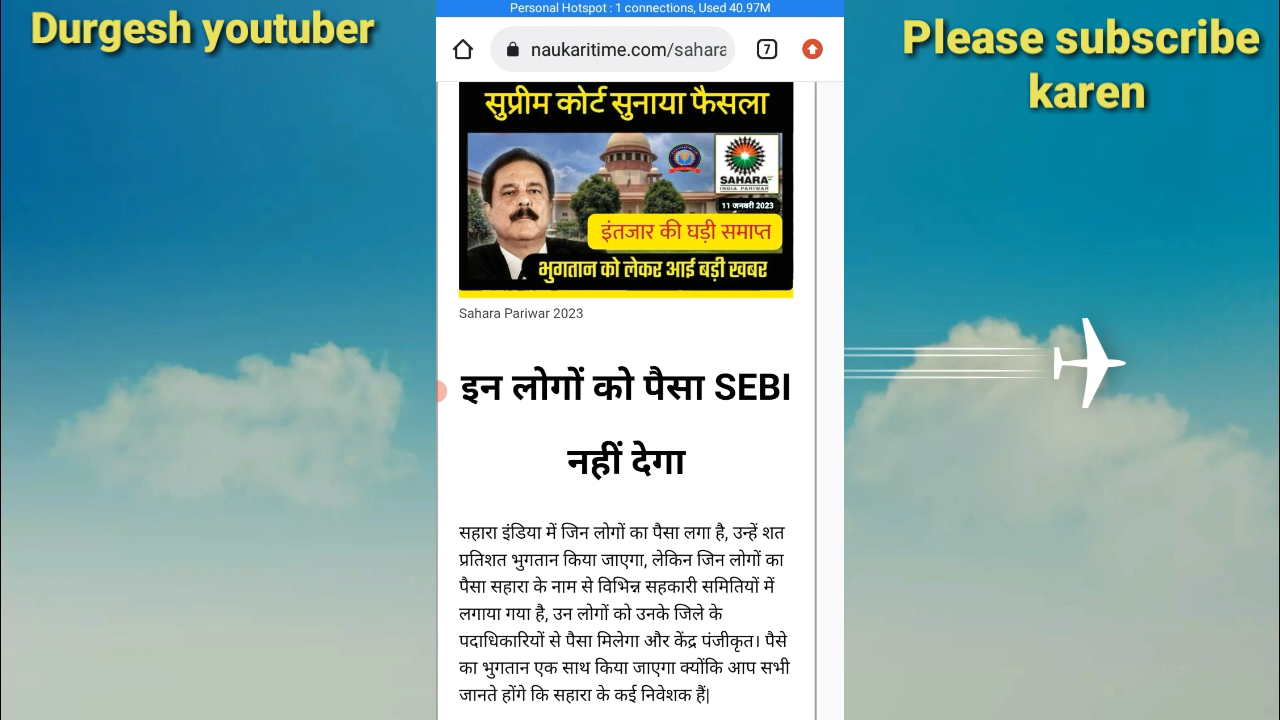 Durgesh youtuber
Please subscribe
karen
Personal Hotspot : 1 connections, Used 40.97M
naukaritime.com/sahara
7
सुप्रीम कोर्ट सुनाया फैसला
SAHARA
INDIA PARIWAR
11 जनवरी 2023
इंतजार की घड़ी समाप्त
भुगतान को लेकर आई बड़ी खबर
Sahara Pariwar 2023
इन लोगों को पैसा SEBI
नहीं देगा
सहारा इंडिया में जिन लोगों का पैसा लगा है, उन्हें शत
प्रतिशत भुगतान किया जाएगा, लेकिन जिन लोगों का
पैसा सहारा के नाम से विभिन्न सहकारी समितियों में
लगाया गया है, उन लोगों को उनके जिले के
पदाधिकारियों से पैसा मिलेगा और केंद्र पंजीकृत। पैसे
का भुगतान एक साथ किया जाएगा क्योंकि आप सभी
जानते होंगे कि सहारा के कई निवेशक हैं|